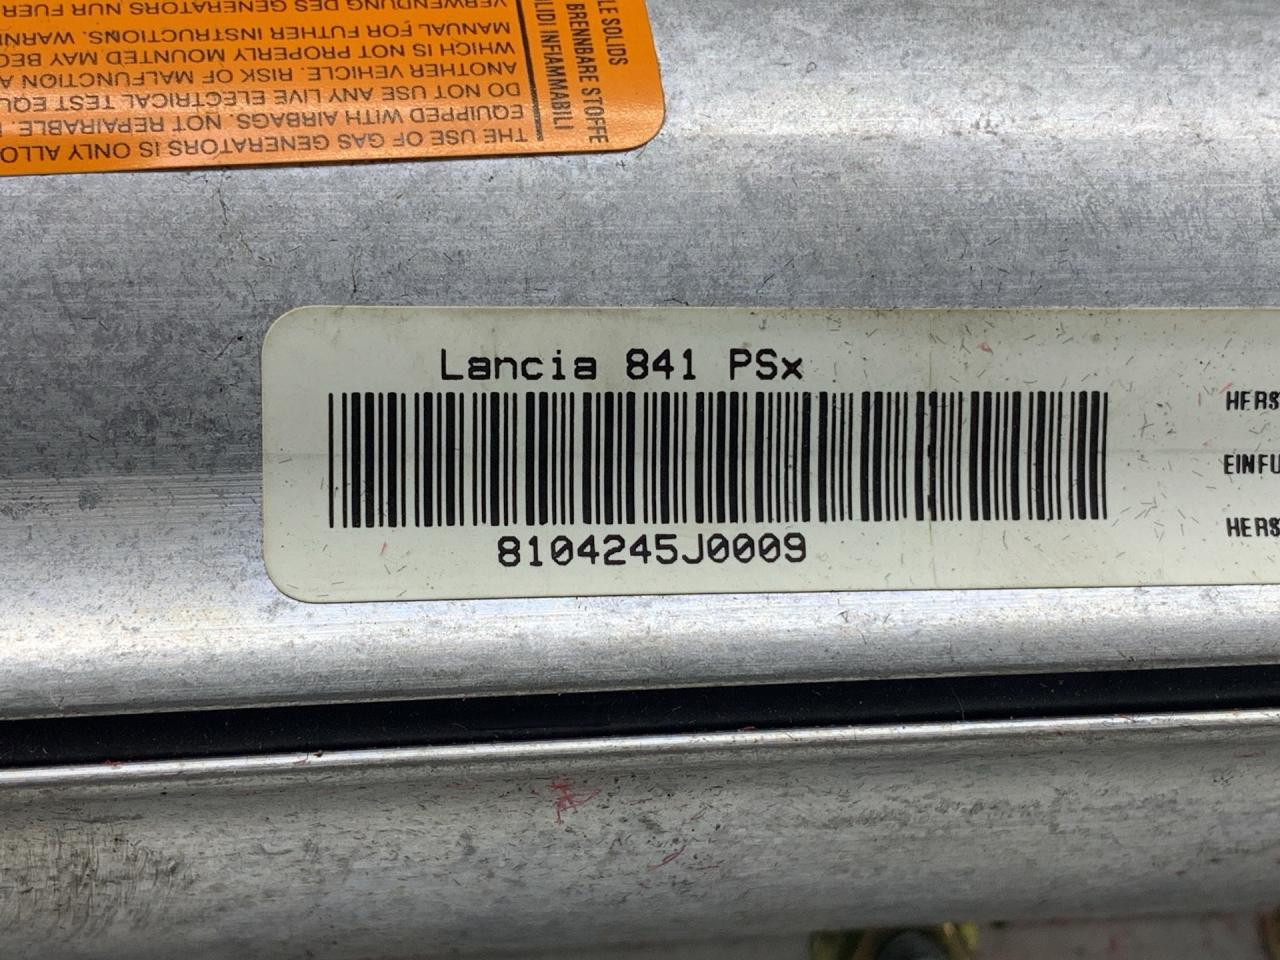 THE USE OF GAS GENERATORS IS ONLY ALLO
EQUIPPED WITH AIRBAGS. NOT REPAIRABLE.
DO NOT USE ANY LIVE ELECTRICAL TEST EQU
ANOTHER VEHICLE. RISK OF MALFUNCTION A
WHICH IS NOT PROPERLY MOUNTED MAY BEC
MANUAL FOR FUTHER INSTRUCTIONS. WARN
VERWENDUNG DES GENERATORS NUR FUER
LE SOLIDS
BRENNBARE STOFFE
LIDI INFIAMMABILI
Lancia 841 PSx
8104245J0009
HERS
EINFU
HERS